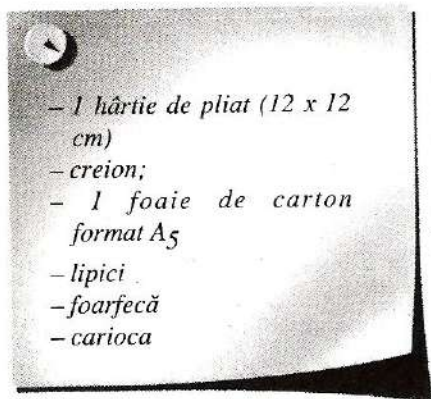 – 1 hârtie de pliat (12 x 12
cm)
– creion;
– 1 foaie de carton
format A5
– lipici
– foarfecă
– carioca